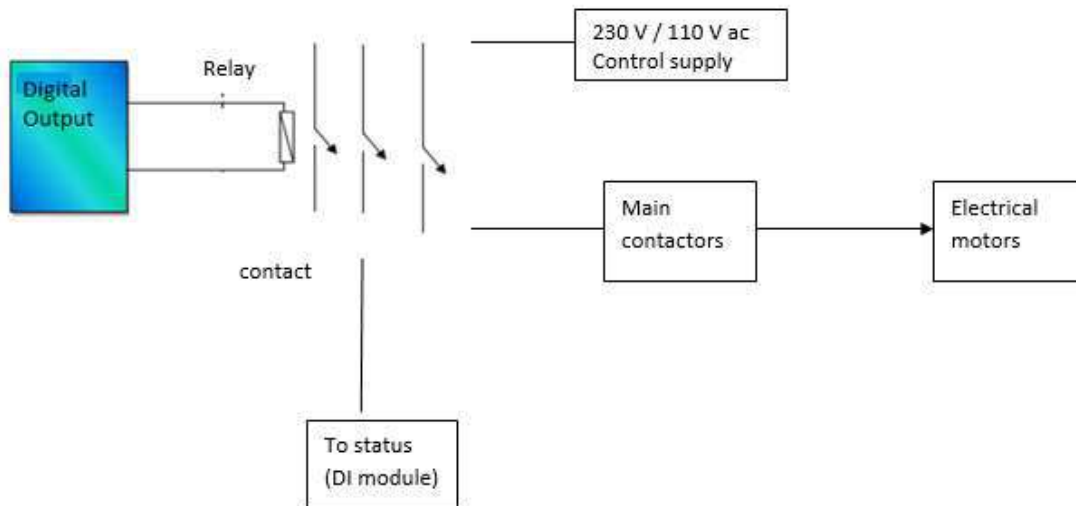 230 V / 110 V ac
Control supply
Relay
Digital
Output
Main
contactors
Electrical
motors
contact
To status
(DI module)